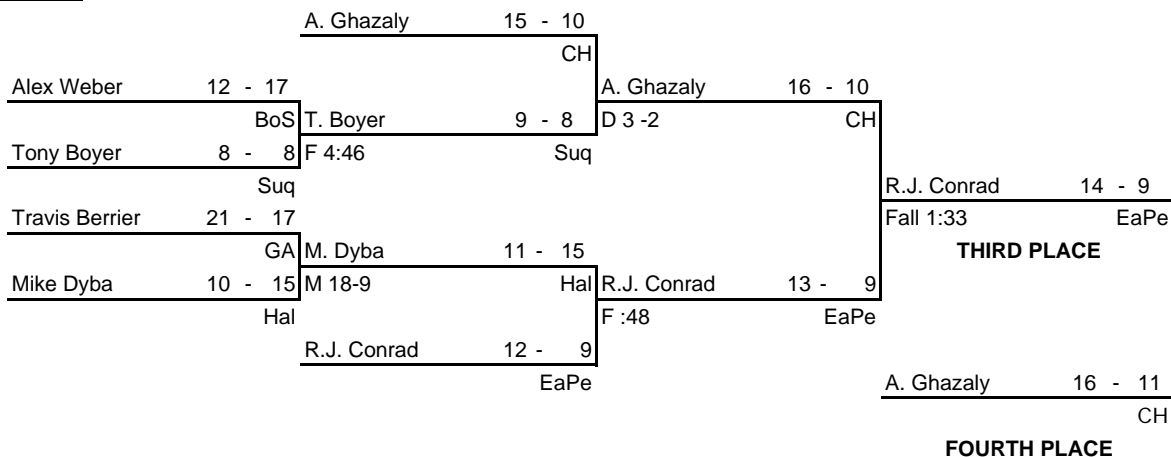 A. Ghazaly 15 - 10
CH
Alex Weber 12 - 17 A. Ghazaly 16 - 10
BoS T. Boyer 9 - 8 D 3 -2 CH
Tony Boyer 8 - 8 F 4:46 Suq
Suq R.J. Conrad 14 - 9
Travis Berrier 21 - 17 Fall 1:33 EaPe
GA M. Dyba 11 - 15 THIRD PLACE
Mike Dyba 10 - 15 M 18-9 Hal R.J. Conrad 13 - 9
Hal F :48 EaPe
R.J. Conrad 12 - 9
EaPe A. Ghazaly 16 - 11
CH
FOURTH PLACE